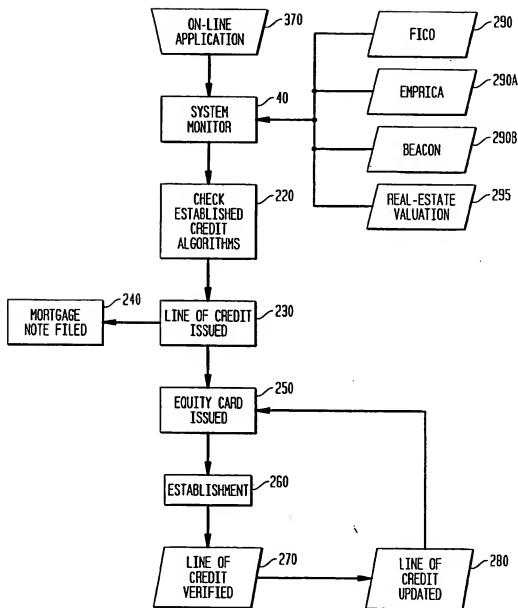 ON-LINE
APPLICATION
370
FICO
290
SYSTEM
MONITOR
40
EMPRICA
290A
BEACON
290B
REAL-ESTATE
VALUATION
295
CHECK
ESTABLISHED
CREDIT
ALGORITHMS
220
MORTGAGE
NOTE FILED
240
LINE OF CREDIT
ISSUED
230
EQUITY CARD
ISSUED
250
ESTABLISHMENT
260
LINE OF
CREDIT
VERIFIED
270
LINE OF
CREDIT
UPDATED
280